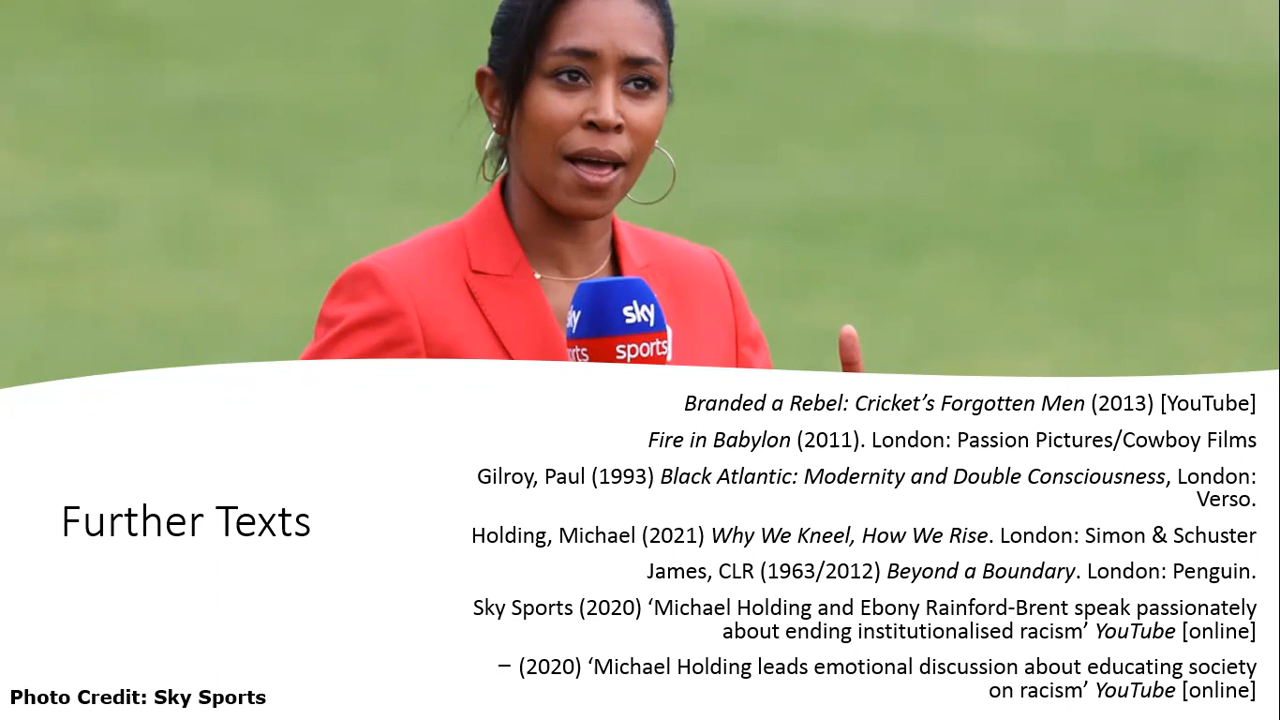 sky
sky
rts
sports
Branded a Rebel: Cricket’s Forgotten Men (2013) [YouTube]
Fire in Babylon (2011). London: Passion Pictures/Cowboy Films
Gilroy, Paul (1993) Black Atlantic: Modernity and Double Consciousness, London:
Verso.
Further Texts
Holding, Michael (2021) Why We Kneel, How We Rise. London: Simon & Schuster
James, CLR (1963/2012) Beyond a Boundary. London: Penguin.
Sky Sports (2020) ‘Michael Holding and Ebony Rainford-Brent speak passionately
about ending institutionalised racism’ YouTube [online]
– (2020) ‘Michael Holding leads emotional discussion about educating society
on racism’ YouTube [online]
Photo Credit: Sky Sports